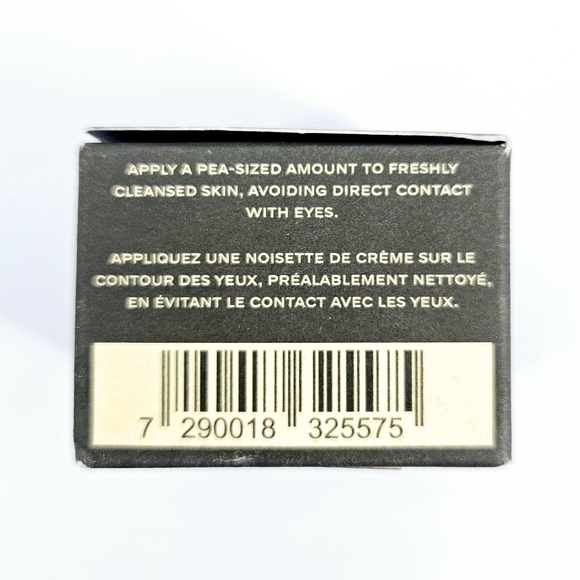 APPLY A PEA-SIZED AMOUNT TO FRESHLY
CLEANSED SKIN, AVOIDING DIRECT CONTACT
WITH EYES.
APPLIQUEZ UNE NOISETTE DE CRÈME SUR LE
CONTOUR DES YEUX, PRÉALABLEMENT NETTOYÉ,
EN ÉVITANT LE CONTACT AVEC LES YEUX.
7 290018 325575